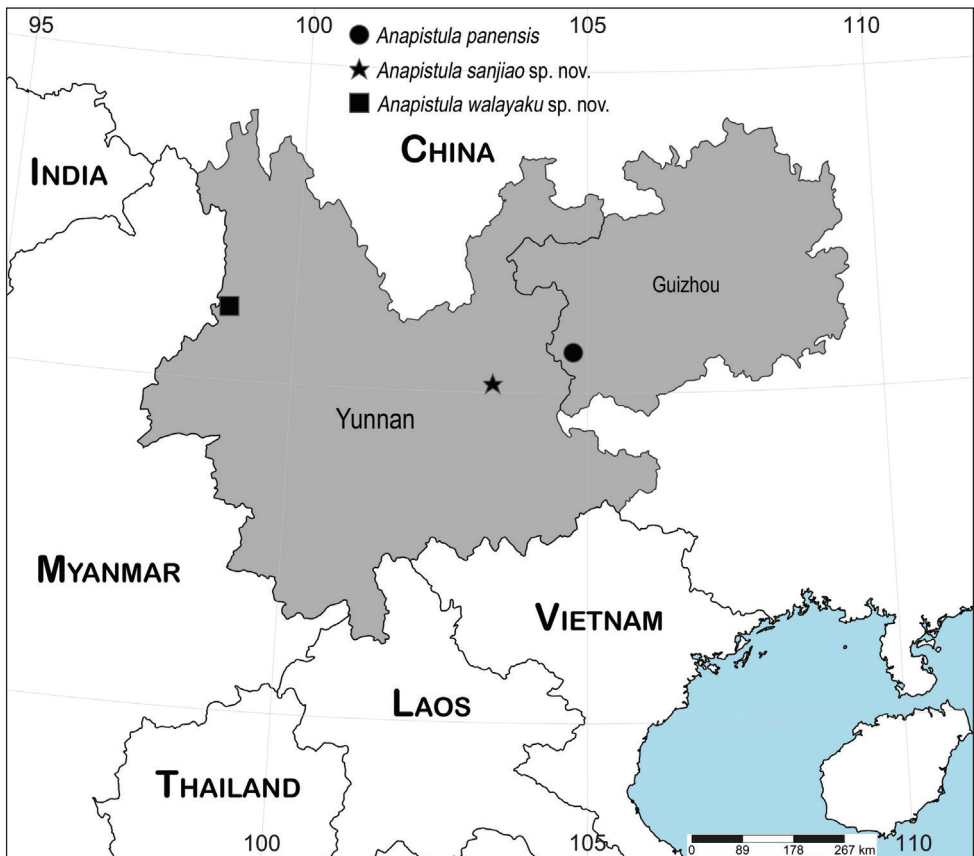 95
100
105
110
Anapistula panensis
Anapistula sanjiao sp. nov.
Anapistula walayaku sp. nov.
CHINA
INDIA
Guizhou
Yunnan
MYANMAR
VIETNAM
LAOS
THAILAND
100
105
110
0 89 178 267 km